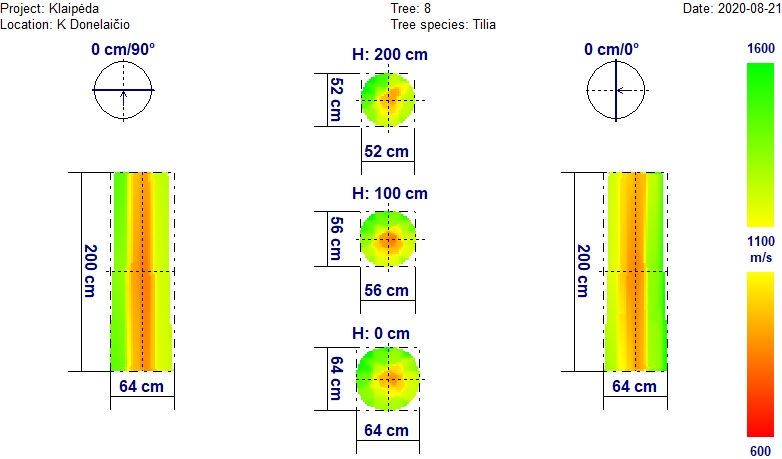 Project: Klaipėda
Tree: 8
Date: 2020-08-21
Location: K Donelaičio
Tree species: Tilia
0 cm/90°
H: 200 cm
0 cm/0°
1600
52 cm
52 cm
H: 100 cm
56 cm
56 cm
200 cm
200 cm
1100
m/s
H: 0 cm
64 cm
64 cm
64 cm
64 cm
600